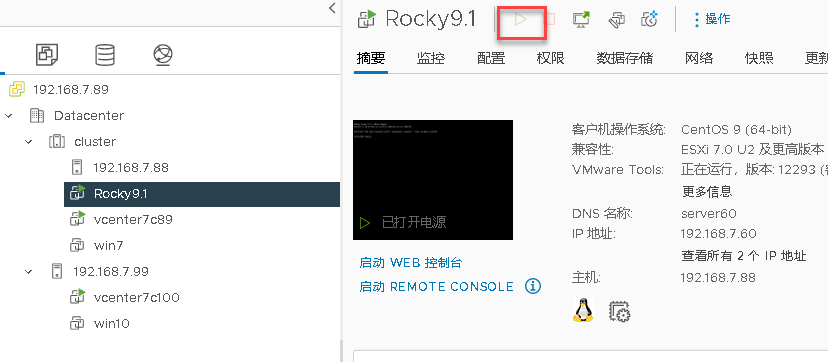 Rocky9.1
操作
摘要 监控 配置 权限 数据存储 网络 快照 更新
192.168.7.89
Datacenter
cluster
192.168.7.88
Rocky9.1
vcenter7c89
win7
192.168.7.99
vcenter7c100
win10
已打开电源
启动 WEB 控制台
启动 REMOTE CONSOLE
客户机操作系统: CentOS 9 (64-bit)
兼容性: ESXi 7.0 U2 及更高版本
VMware Tools: 正在运行，版本: 12293 (
更多信息
DNS 名称: server60
IP 地址: 192.168.7.60
查看所有 2 个 IP 地址
主机: 192.168.7.88